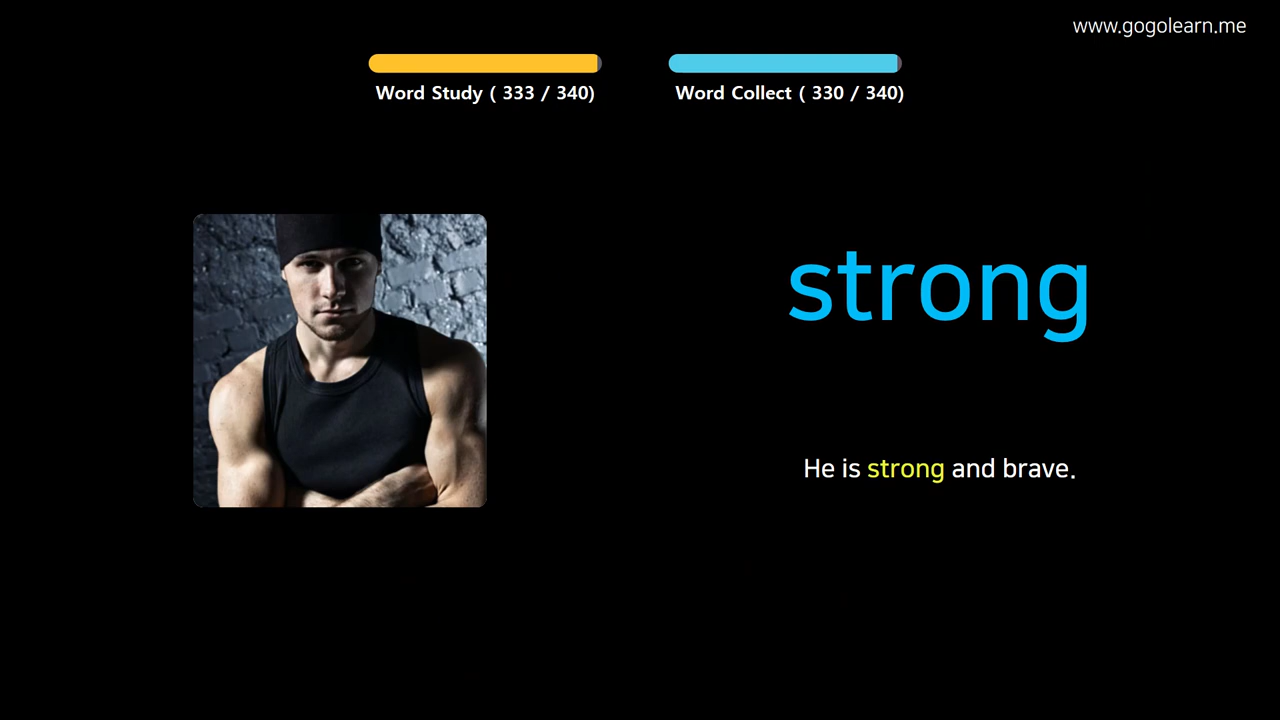 www.gogolearn.me
Word Study ( 333 / 340)
Word Collect ( 330 / 340)
strong
He is strong and brave.